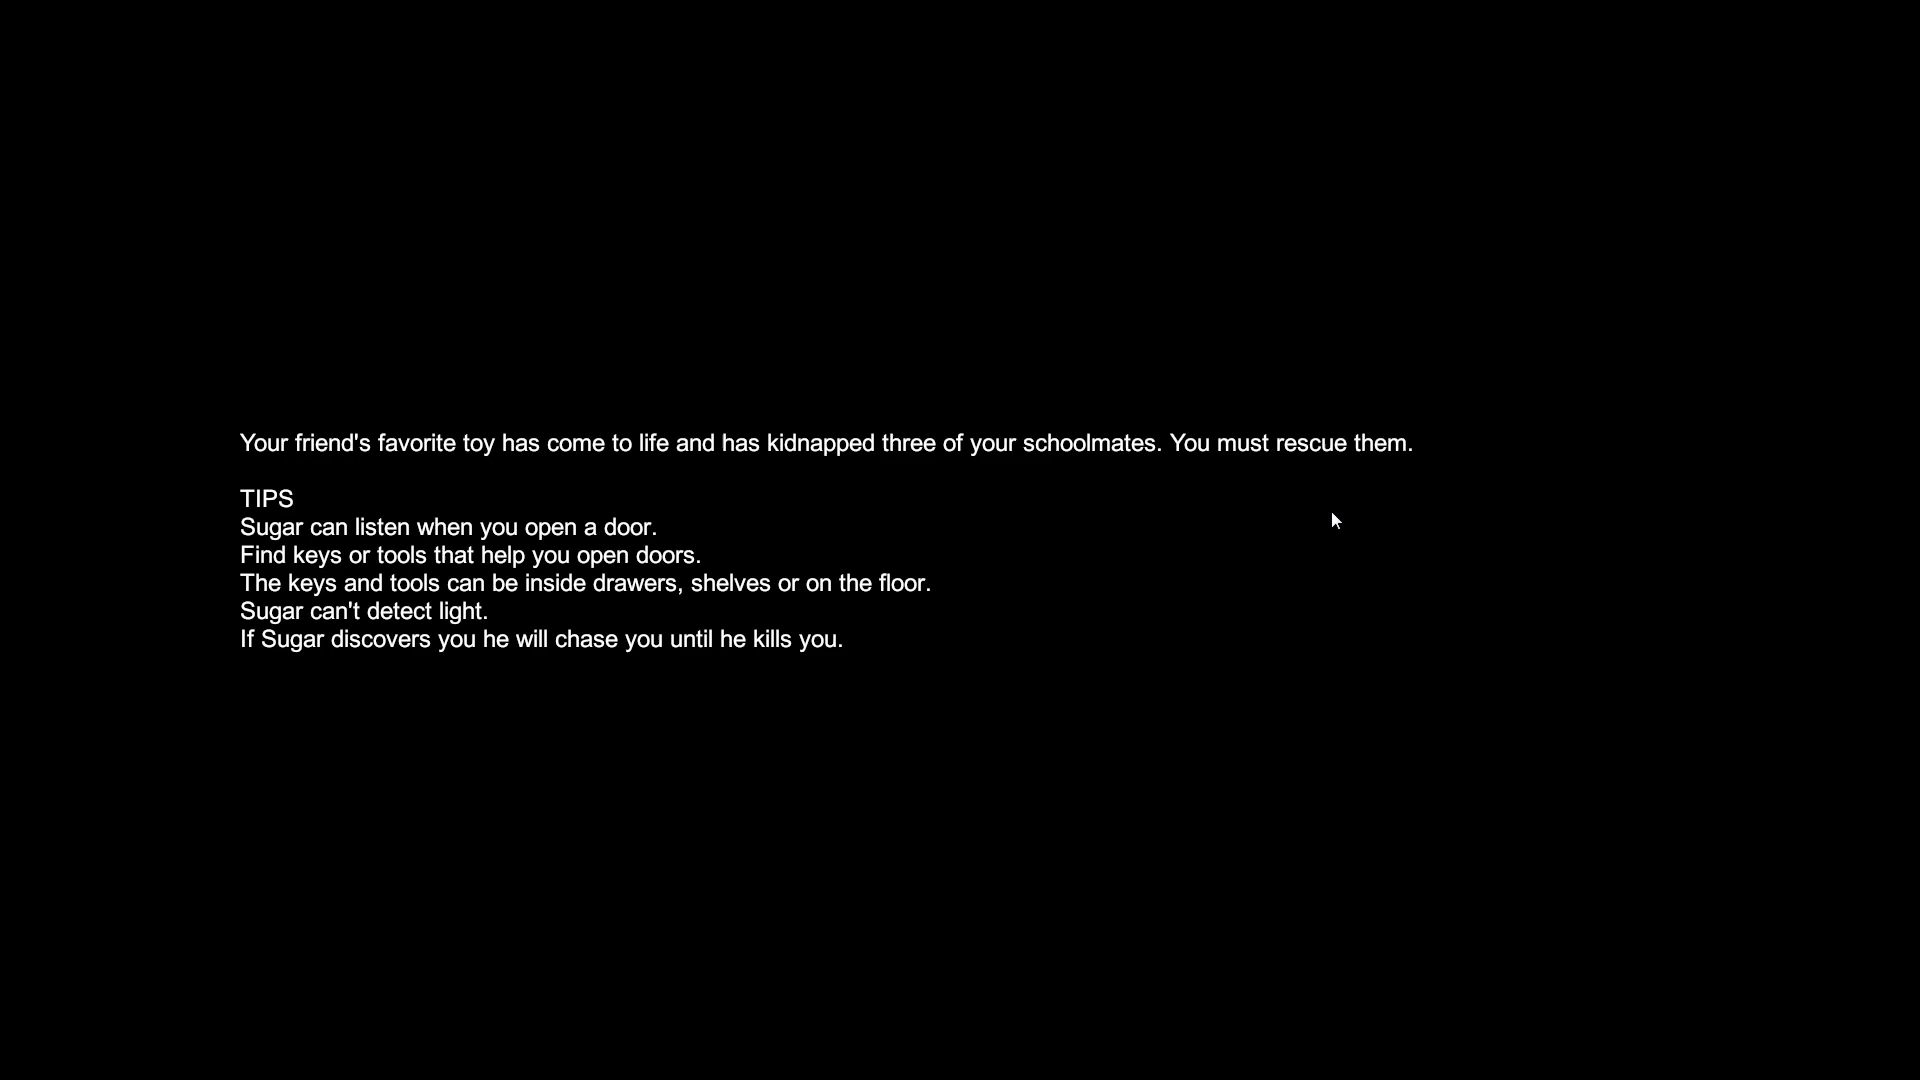 Your friend's favorite toy has come to life and has kidnapped three of your schoolmates. You must rescue them.
TIPS
Sugar can listen when you open a door.
Find keys or tools that help you open doors.
The keys and tools can be inside drawers, shelves or on the floor.
Sugar can't detect light.
If Sugar discovers you he will chase you until he kills you.